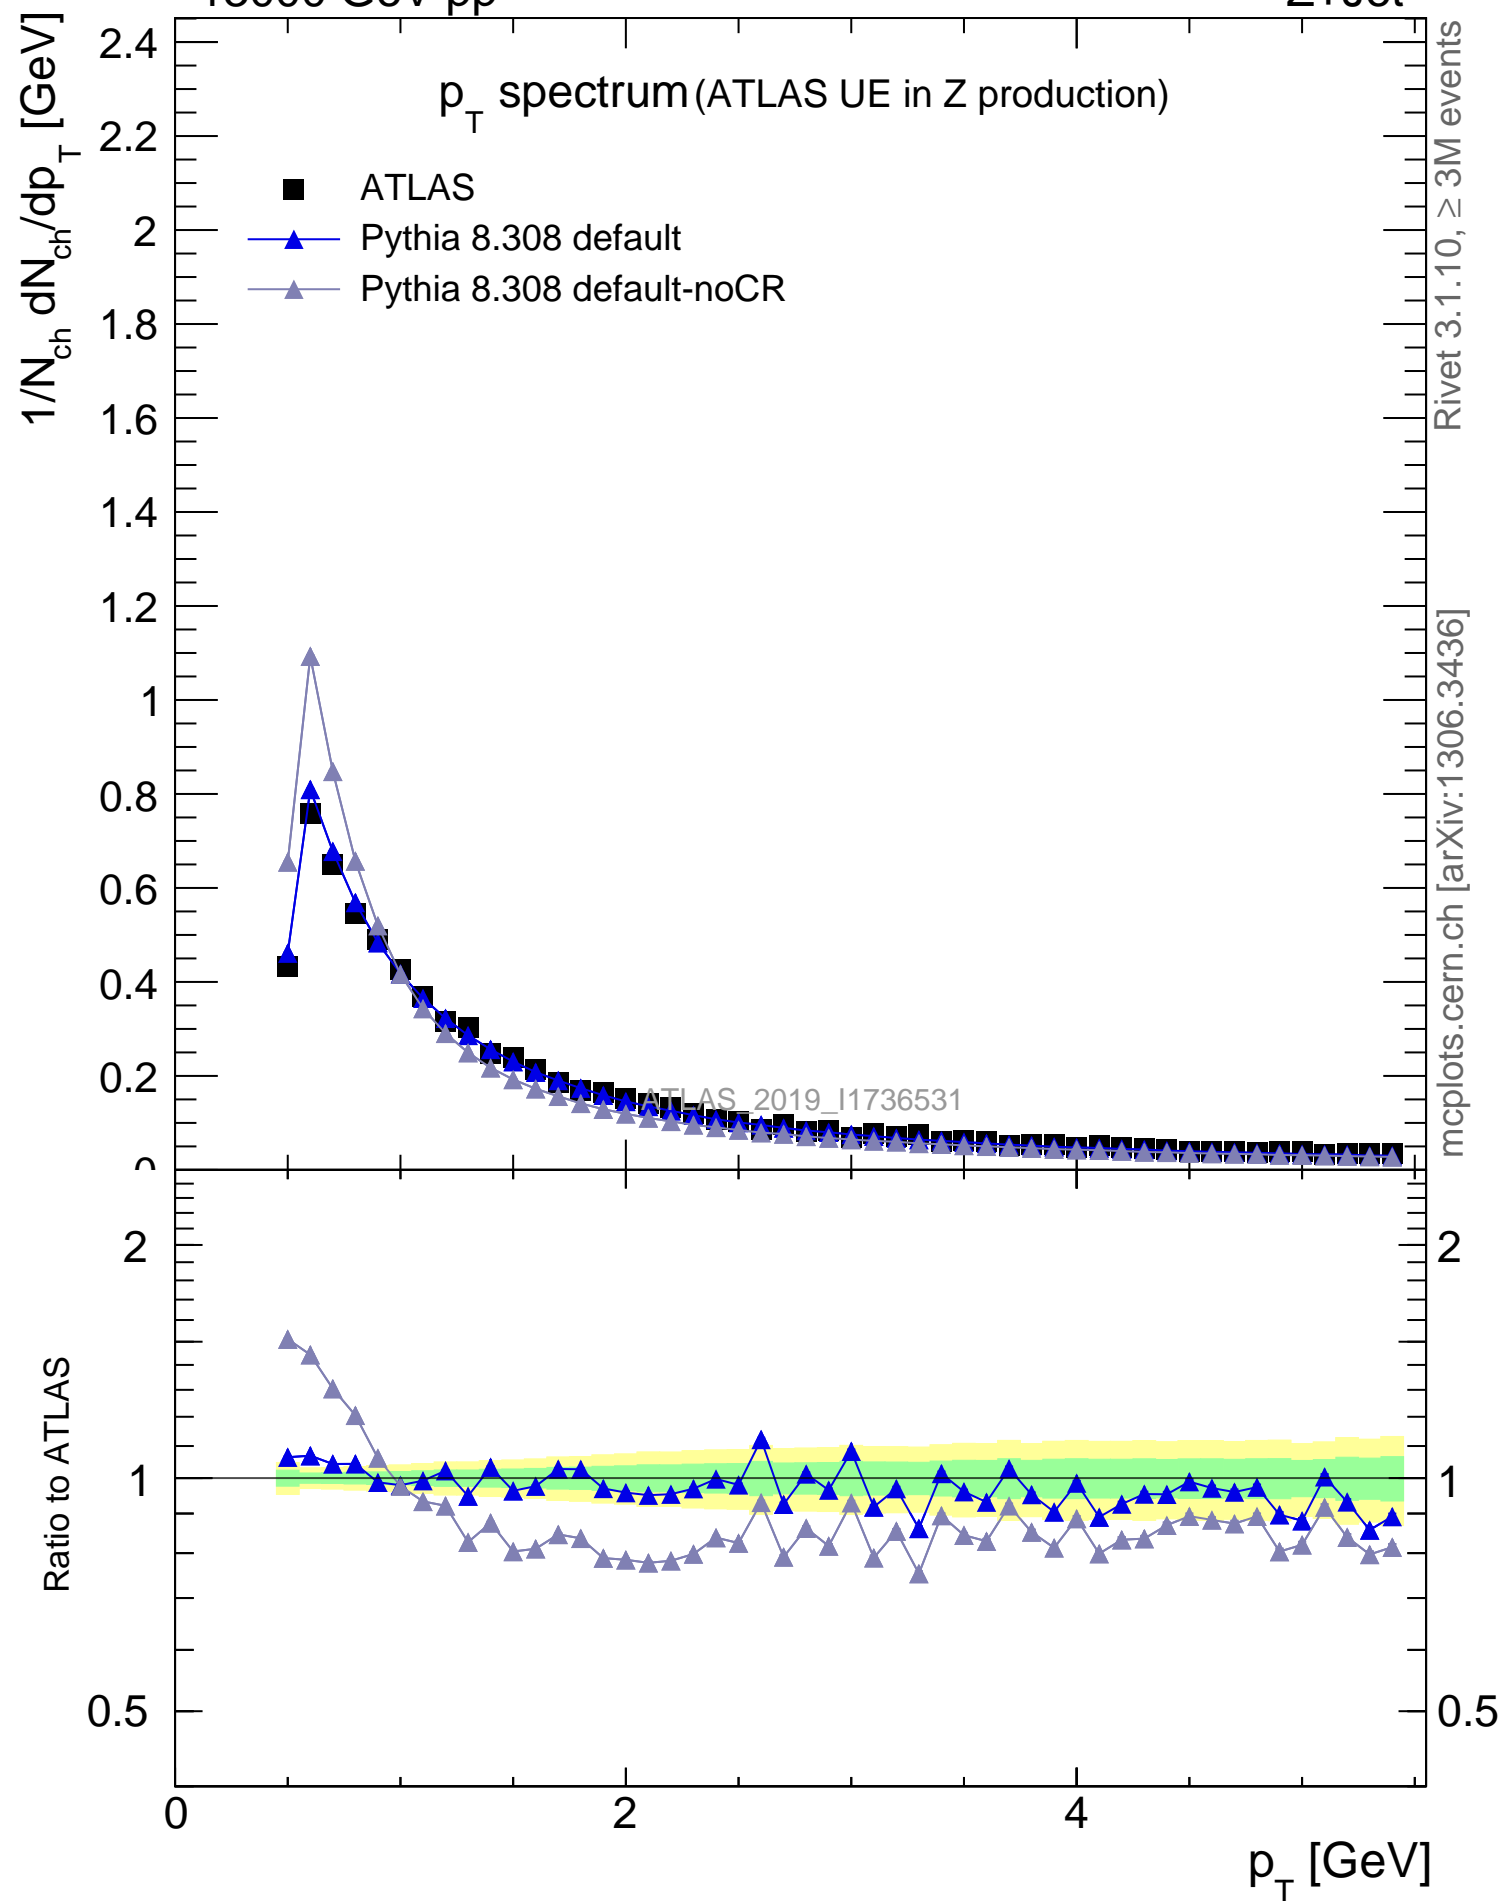 p_T spectrum (ATLAS UE in Z production)
ATLAS
Pythia 8.308 default
Pythia 8.308 default-noCR
1/N_ch dN_ch/dp_T [GeV]
2.4
2.2
2
1.8
1.6
1.4
1.2
1
0.8
0.6
0.4
0.2
0
ATLAS_2019_I1736531
Rivet 3.1.10, ≥ 3M events
mcplots.cern.ch [arXiv:1306.3436]
Ratio to ATLAS
2
1
0.5
2
1
0.5
0
2
4
p_T [GeV]